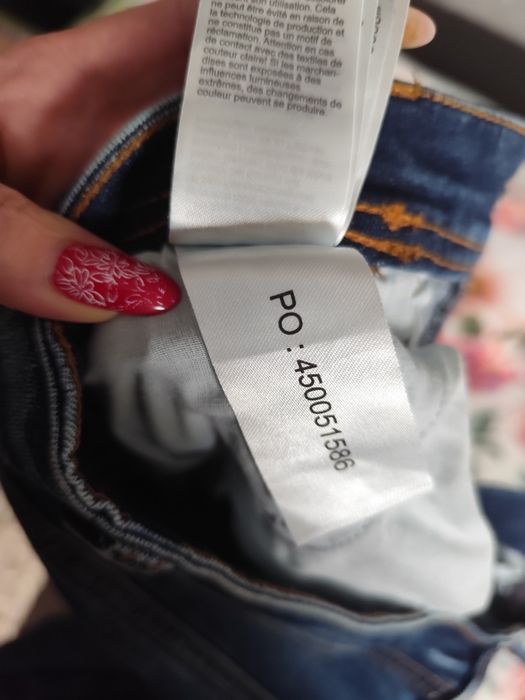 son utilisation. Cela
ne peut être évité en raison de
la technologie de production et
ne constitue pas un motif de
réclamation. Attention en cas
de contact avec des textiles de
couleur claire! Si les marchan-
dises sont exposées à des
influences lumineuses
extrêmes, des changements de
couleur peuvent se produire.
PO : 450051586